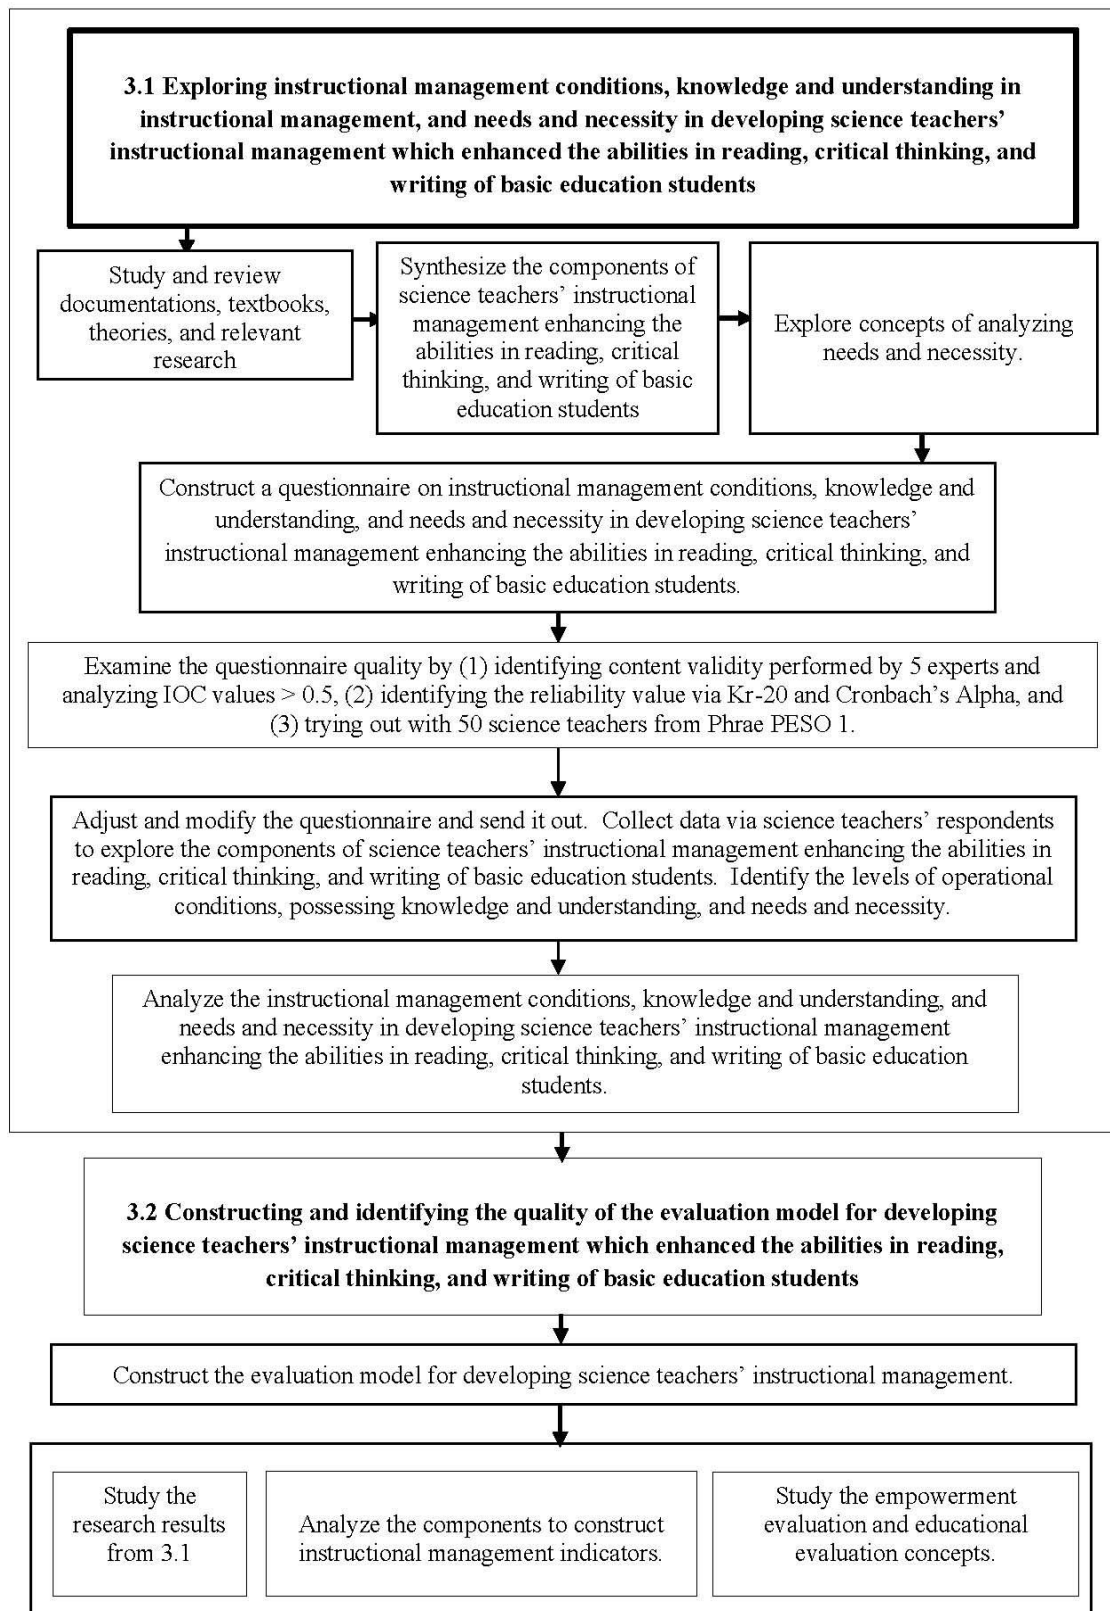 3.1 Exploring instructional management conditions, knowledge and understanding in
instructional management, and needs and necessity in developing science teachers’
instructional management which enhanced the abilities in reading, critical thinking, and
writing of basic education students
Study and review
documentations, textbooks,
theories, and relevant
research
Synthesize the components of
science teachers’ instructional
management enhancing the
abilities in reading, critical
thinking, and writing of basic
education students
Explore concepts of analyzing
needs and necessity.
Construct a questionnaire on instructional management conditions, knowledge and
understanding, and needs and necessity in developing science teachers’
instructional management enhancing the abilities in reading, critical thinking, and
writing of basic education students.
Examine the questionnaire quality by (1) identifying content validity performed by 5 experts and
analyzing IOC values > 0.5, (2) identifying the reliability value via Kr-20 and Cronbach’s Alpha, and
(3) trying out with 50 science teachers from Phrae PESO 1.
Adjust and modify the questionnaire and send it out. Collect data via science teachers’ respondents
to explore the components of science teachers’ instructional management enhancing the abilities in
reading, critical thinking, and writing of basic education students. Identify the levels of operational
conditions, possessing knowledge and understanding, and needs and necessity.
Analyze the instructional management conditions, knowledge and understanding, and
needs and necessity in developing science teachers’ instructional management
enhancing the abilities in reading, critical thinking, and writing of basic education
students.
3.2 Constructing and identifying the quality of the evaluation model for developing
science teachers’ instructional management which enhanced the abilities in reading,
critical thinking, and writing of basic education students
Construct the evaluation model for developing science teachers’ instructional management.
Study the
research results
from 3.1
Analyze the components to construct
instructional management indicators.
Study the empowerment
evaluation and educational
evaluation concepts.